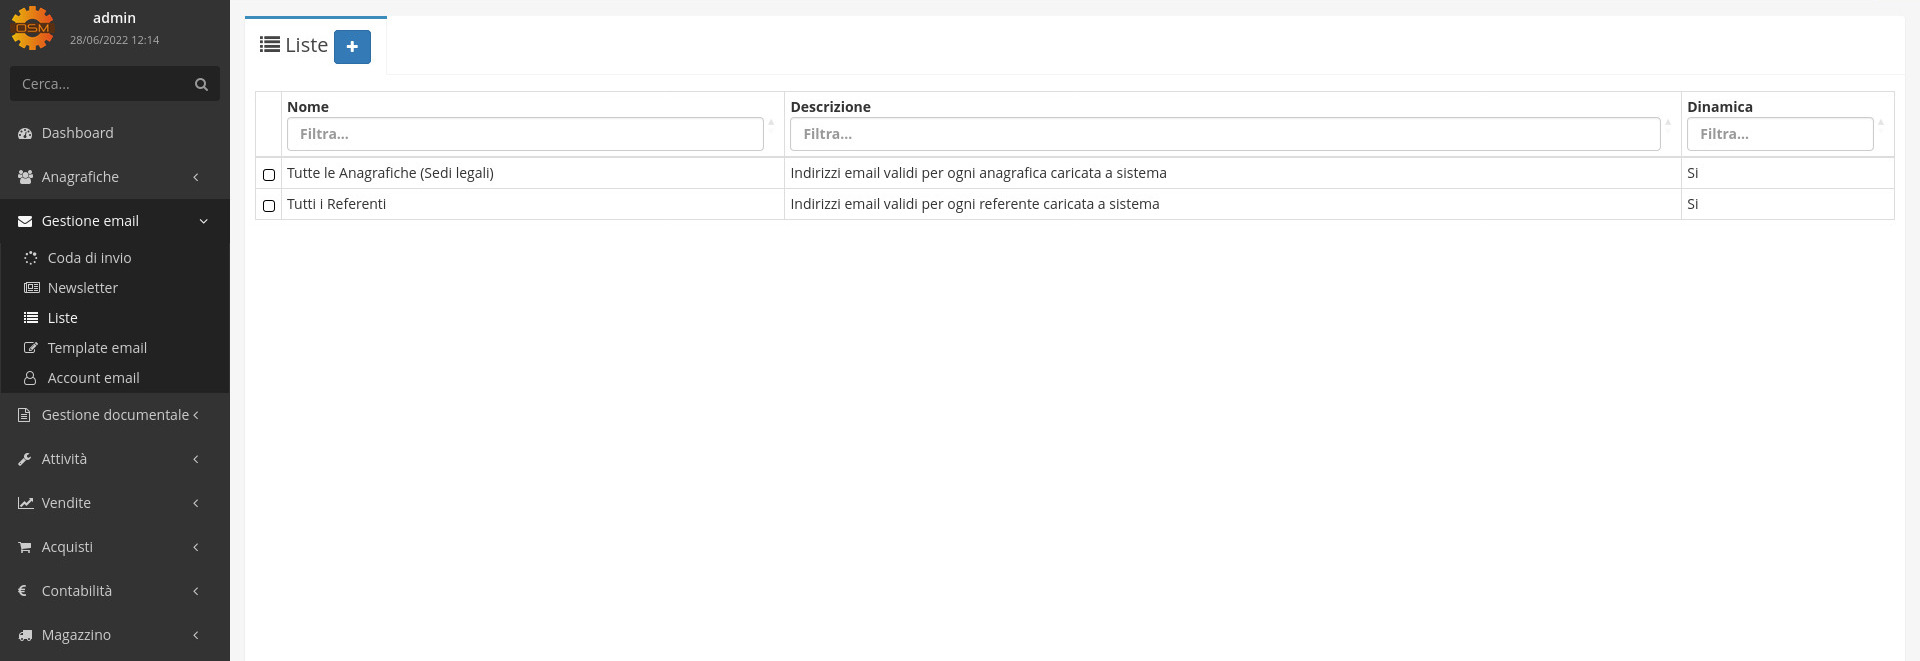 OSM
admin
28/06/2022 12:14
Cerca...
Dashboard
Anagrafiche
Gestione email
Coda di invio
Newsletter
Liste
Template email
Account email
Gestione documentale
Attività
Vendite
Acquisti
Contabilità
Magazzino
Liste
Nome Descrizione Dinamica
Filtra... Filtra... Filtra...
Tutte le Anagrafiche (Sedi legali) Indirizzi email validi per ogni anagrafica caricata a sistema Si
Tutti i Referenti Indirizzi email validi per ogni referente caricata a sistema Si